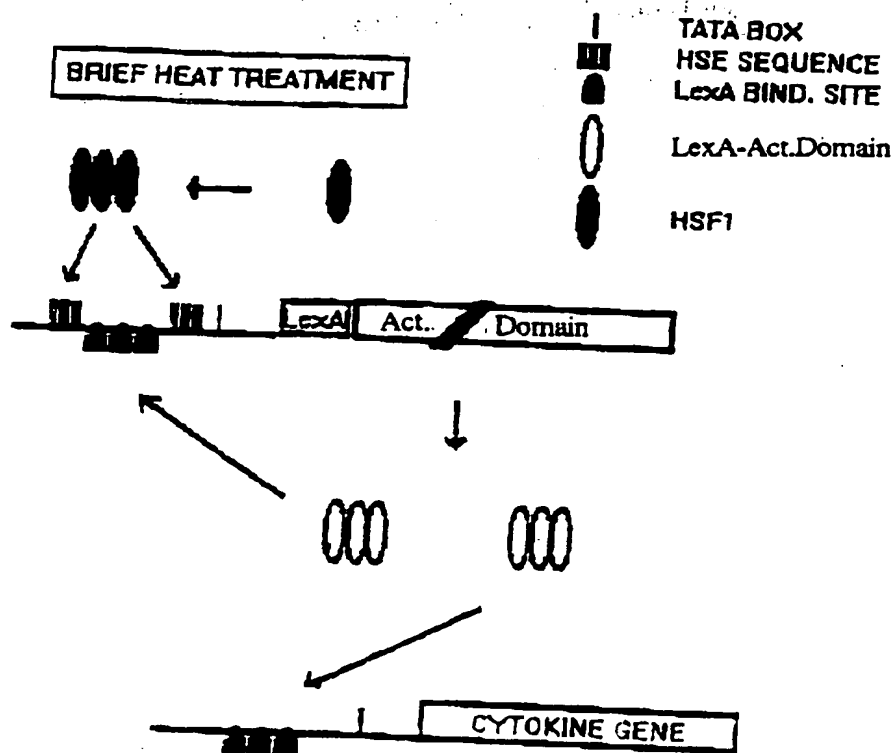 TATA BOX
HSE SEQUENCE
LexA BIND. SITE
LexA-Act.Domain
HSF1
BRIEF HEAT TREATMENT
LexA Act.. Domain
CYTOKINE GENE